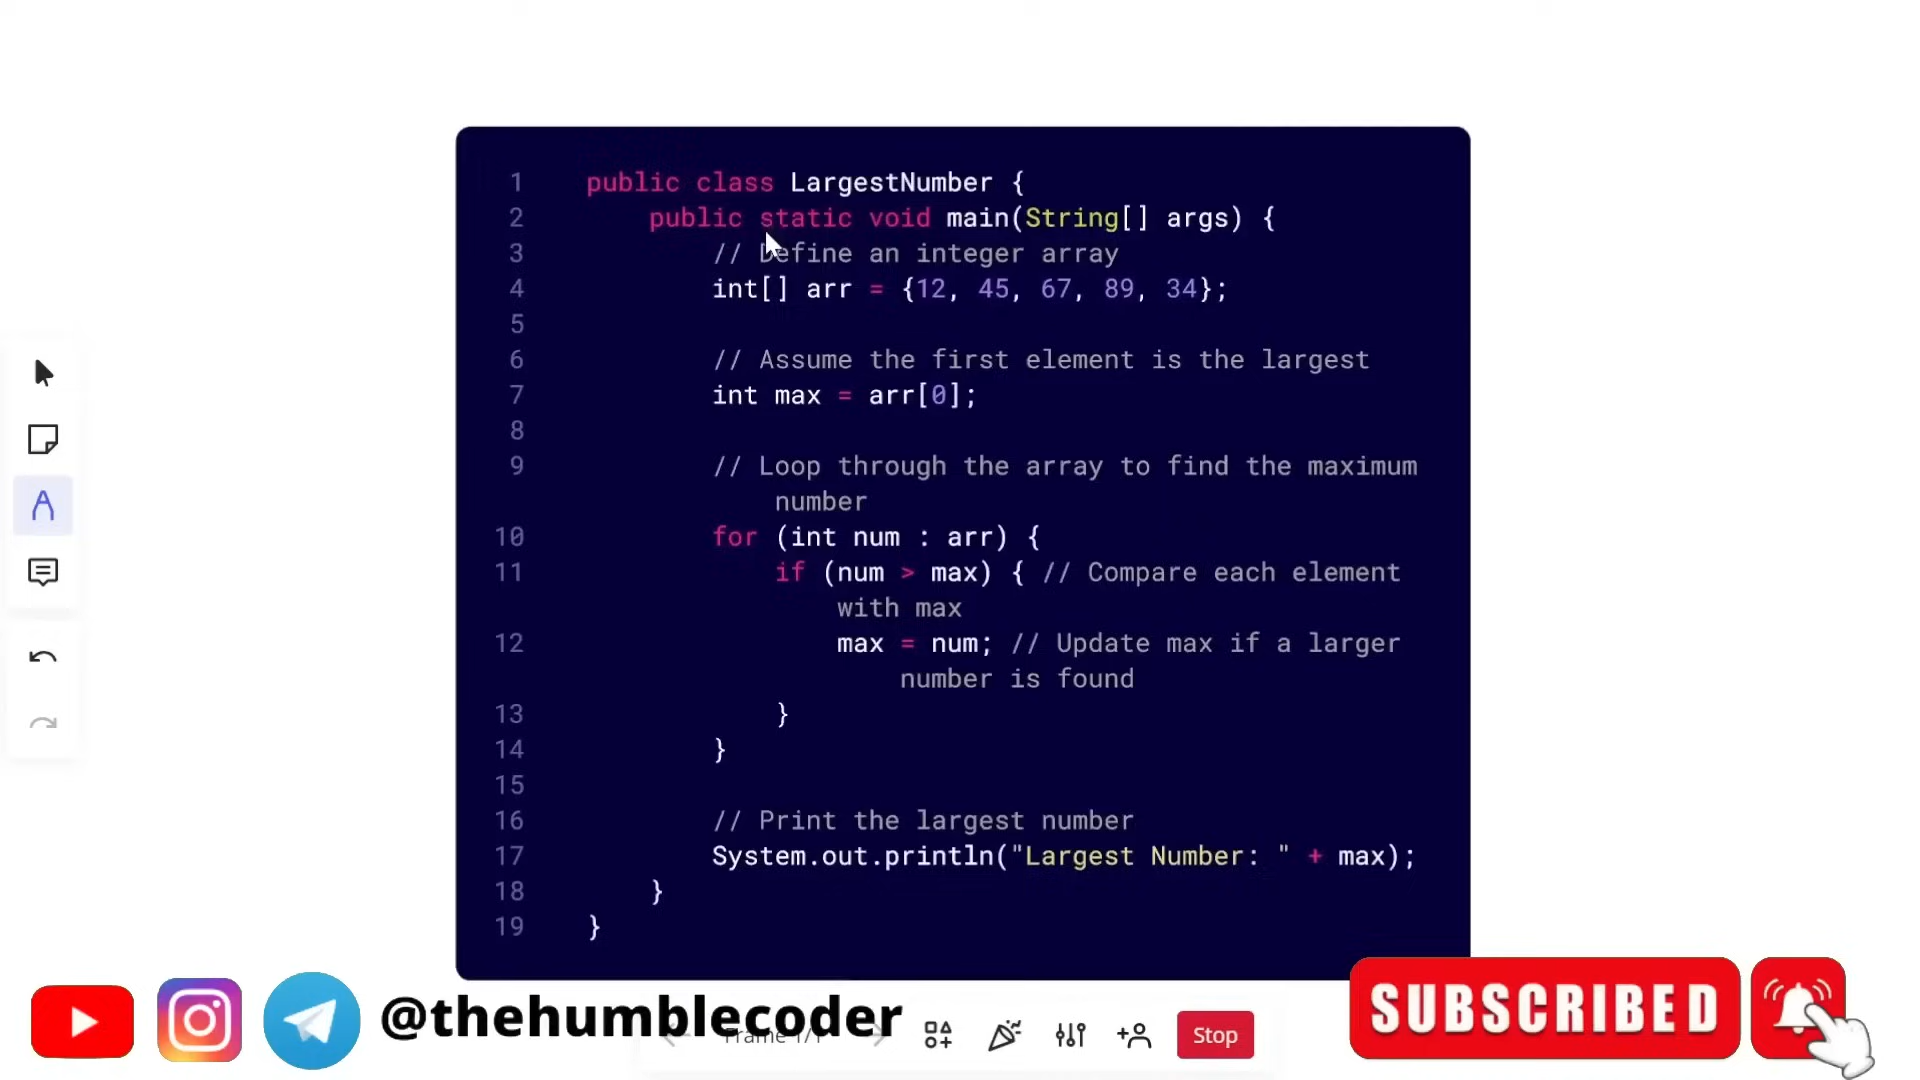 1 public class LargestNumber {
2 public static void main(String[] args) {
3 // Define an integer array
4 int[] arr = {12, 45, 67, 89, 34};
5
6 // Assume the first element is the largest
7 int max = arr[0];
8
9 // Loop through the array to find the maximum
number
10 for (int num : arr) {
11 if (num > max) { // Compare each element
with max
12 max = num; // Update max if a larger
number is found
13 }
14 }
15
16 // Print the largest number
17 System.out.println("Largest Number: " + max);
18 }
19 }
@thehumblecoder
Frame 1/1
Stop
SUBSCRIBED